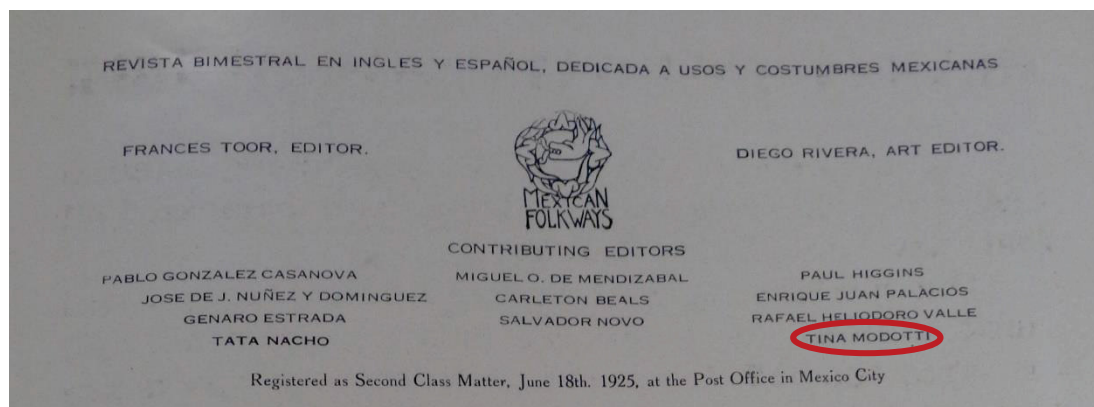 REVISTA BIMESTRAL EN INGLES Y ESPAÑOL, DEDICADA A USOS Y COSTUMBRES MEXICANAS
FRANCES TOOR, EDITOR.
DIEGO RIVERA, ART EDITOR.
MEXICAN
FOLKWAYS
CONTRIBUTING EDITORS
PABLO GONZALEZ CASANOVA
JOSE DE J. NUÑEZ Y DOMINGUEZ
GENARO ESTRADA
TATA NACHO
MIGUEL O. DE MENDIZABAL
CARLETON BEALS
SALVADOR NOVO
PAUL HIGGINS
ENRIQUE JUAN PALACIOS
RAFAEL HELIODORO VALLE
TINA MODOTTI
Registered as Second Class Matter, June 18th. 1925, at the Post Office in Mexico City